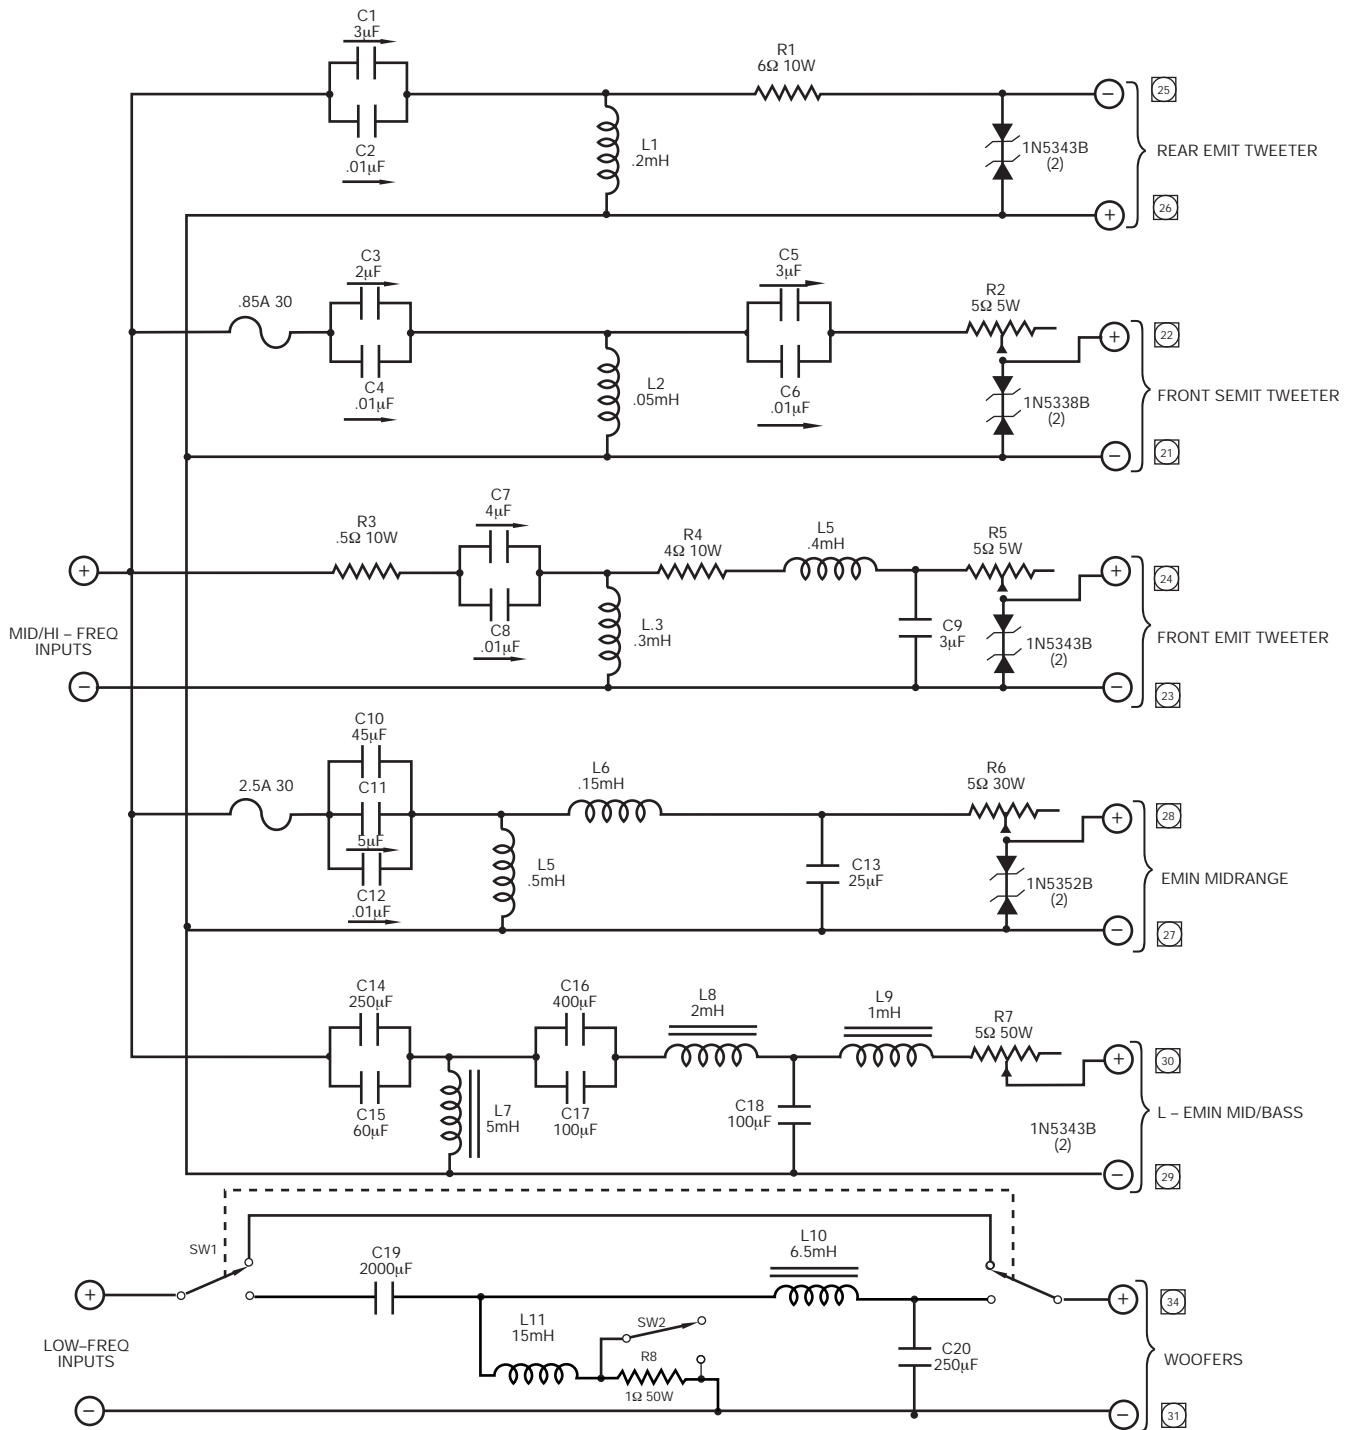 C1
3µF
C2
.01µF
L1
.2mH
R1
6Ω 10W
1N5343B
(2)
−
25
+
26
REAR EMIT TWEETER
.85A 30
C3
2µF
C4
.01µF
L2
.05mH
C5
3µF
C6
.01µF
R2
5Ω 5W
1N5338B
(2)
+
22
−
21
FRONT SEMIT TWEETER
+
MID/HI – FREQ
INPUTS
−
R3
.5Ω 10W
C7
4µF
C8
.01µF
L.3
.3mH
R4
4Ω 10W
L5
.4mH
C9
3µF
R5
5Ω 5W
1N5343B
(2)
+
24
−
23
FRONT EMIT TWEETER
2.5A 30
C10
45µF
C11
5µF
C12
.01µF
L5
.5mH
L6
.15mH
C13
25µF
R6
5Ω 30W
1N5352B
(2)
+
28
−
27
EMIN MIDRANGE
C14
250µF
C15
60µF
L7
5mH
C16
400µF
C17
100µF
L8
2mH
C18
100µF
L9
1mH
R7
5Ω 50W
1N5343B
(2)
+
30
−
29
L – EMIN MID/BASS
SW1
+
LOW–FREQ
INPUTS
−
C19
2000µF
L11
15mH
SW2
R8
1Ω 50W
L10
6.5mH
C20
250µF
+
34
−
31
WOOFERS